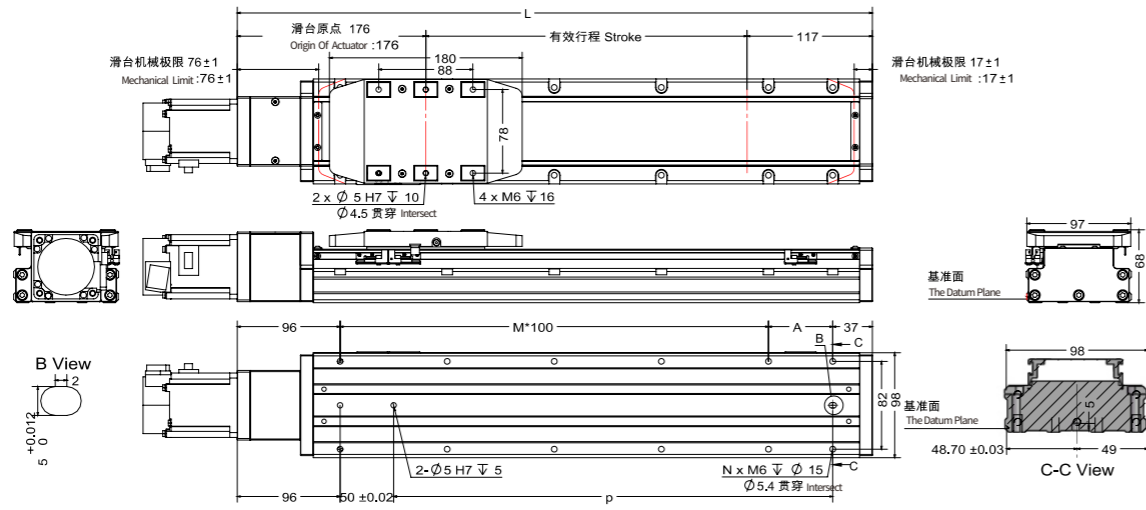 L
滑台原点 176
Origin Of Actuator :176
有效行程 Stroke
117
滑台机械极限 76±1
Mechanical Limit :76±1
180
88
滑台机械极限 17±1
Mechanical Limit :17±1
78
2 x ∅ 5 H7 ↧ 10
∅4.5 贯穿 Intersect
4 x M6 ↧ 16
97
68
基准面
The Datum Plane
96
M*100
A
37
B
C
B View
2
+0.012
5 0
82
98
98
基准面
The Datum Plane
5
48.70 ±0.03
49
C-C View
2-∅5 H7 ↧ 5
N x M6 ↧ ∅ 15
∅5.4 贯穿 Intersect
C
96
50 ±0.02
p